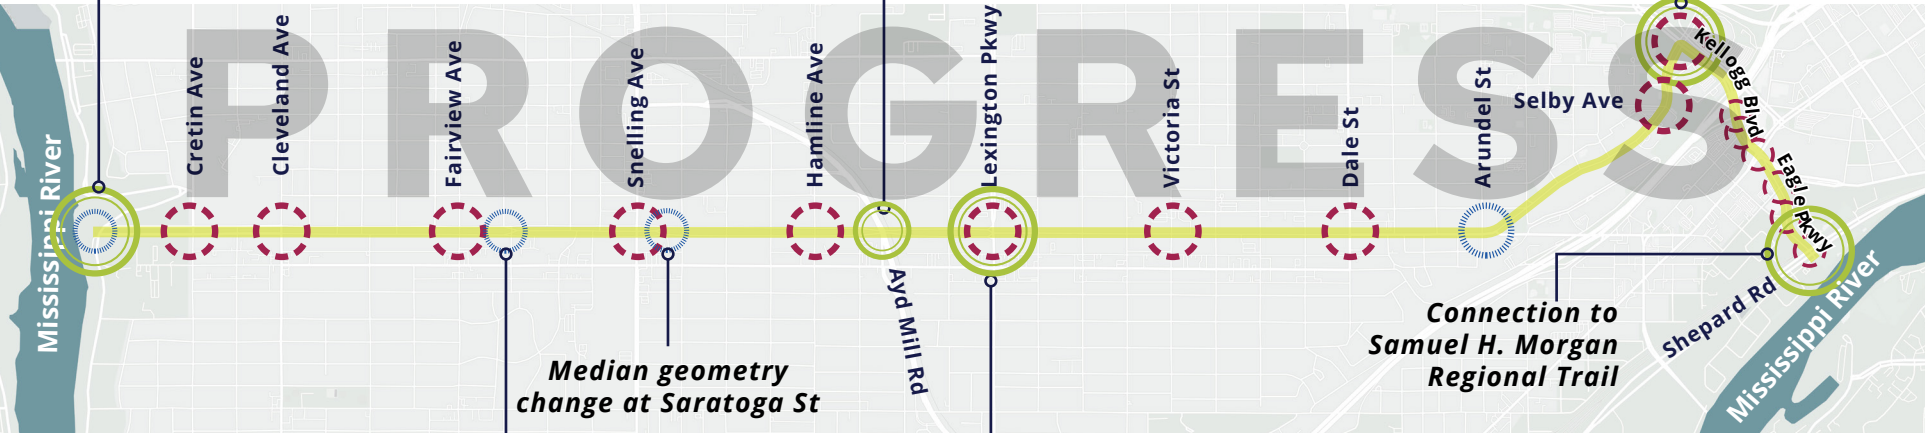 PROGRESS
Mississippi River
Cretin Ave
Cleveland Ave
Fairview Ave
Snelling Ave
Hamline Ave
Lexington Pkwy
Victoria St
Dale St
Arundel St
Selby Ave
Kellogg Blvd
Eagle Pkwy
Ayd Mill Rd
Median geometry
change at Saratoga St
Connection to
Samuel H. Morgan
Regional Trail
Shepard Rd
Mississippi River